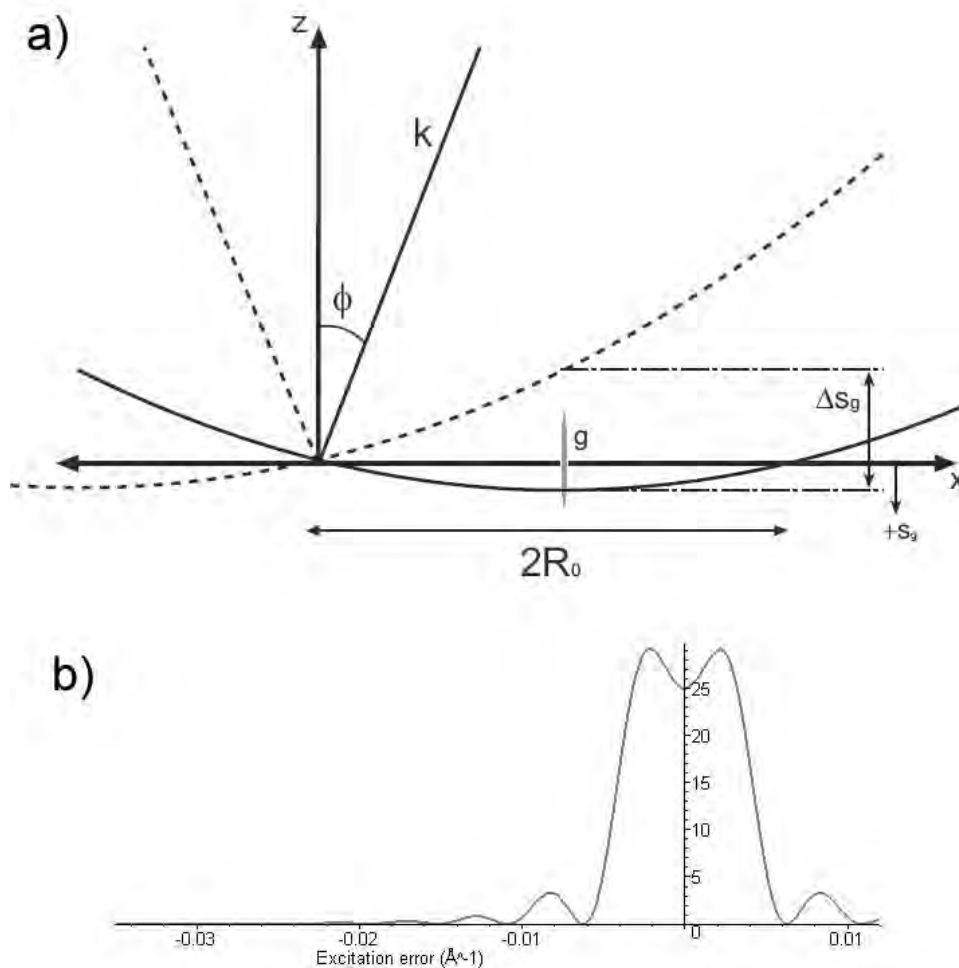 a)
z
k
ϕ
ΔSg
g
x
+Sg
2R₀
b)
25
20
15
10
5
-0.03
-0.02
-0.01
0
0.01
Excitation error (Å^-1)